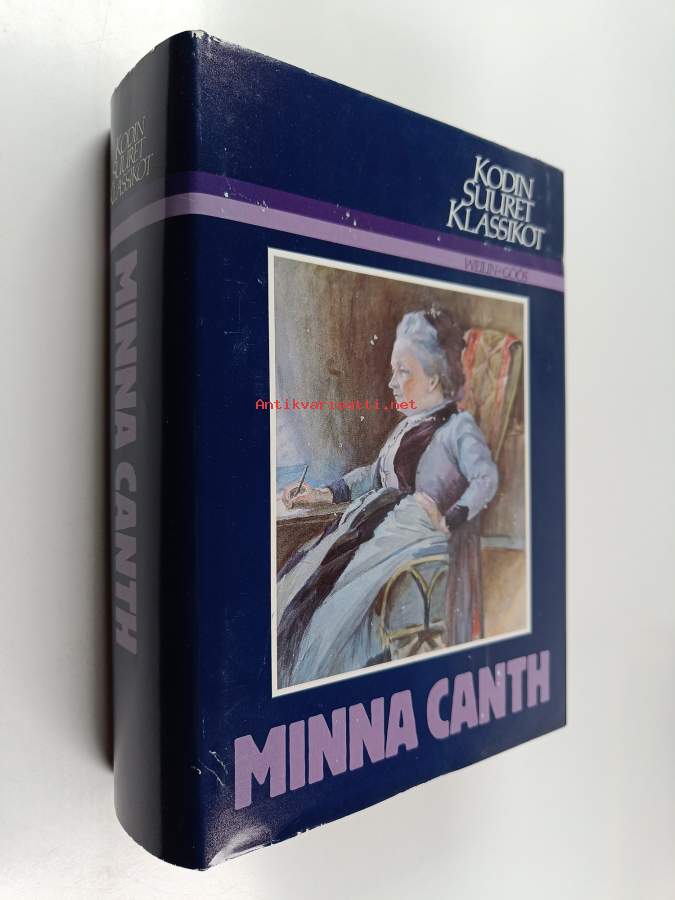 KODIN
SUURET
KLASSIKOT
MINNA CANTH
KODIN
SUURET
KLASSIKOT
WEILIN+GÖÖS
Antikvariaatti.net
MINNA CANTH